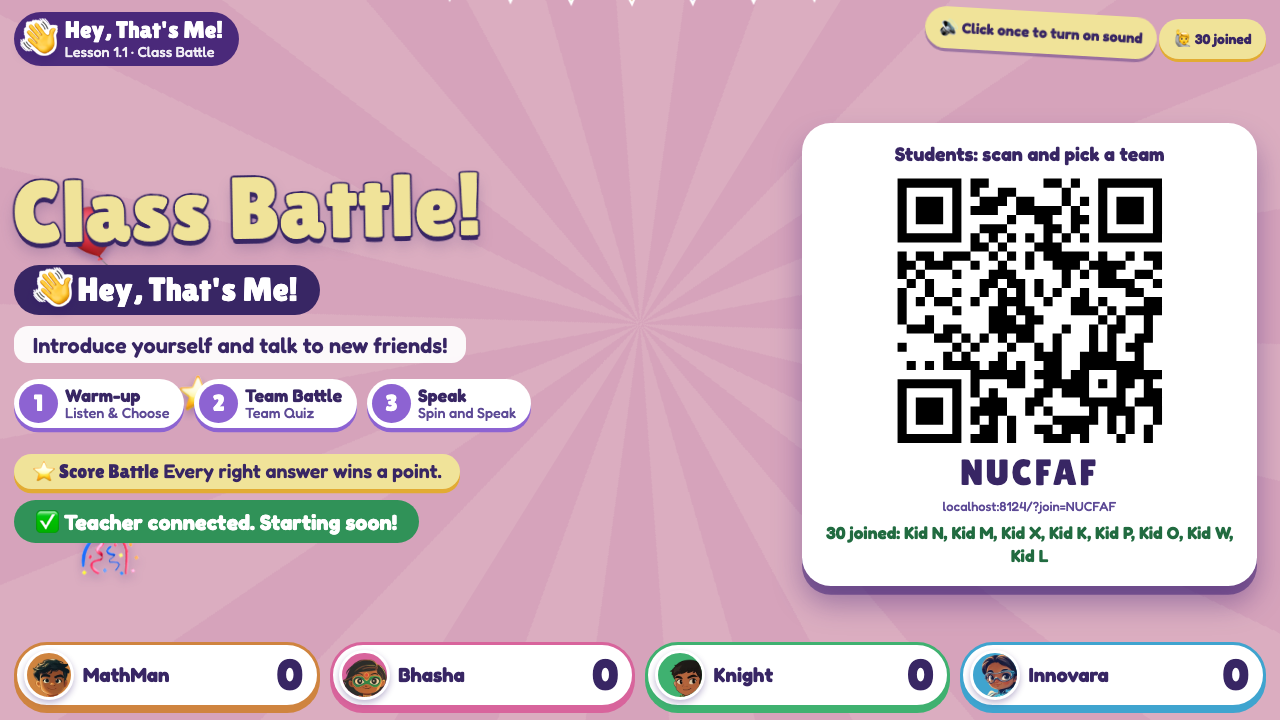 Hey, That's Me!
Lesson 1.1 · Class Battle
Click once to turn on sound
30 joined
Class Battle!
Hey, That's Me!
Introduce yourself and talk to new friends!
1 Warm-up
Listen & Choose
2 Team Battle
Team Quiz
3 Speak
Spin and Speak
Score Battle Every right answer wins a point.
Teacher connected. Starting soon!
Students: scan and pick a team
NUCFAF
localhost:8124/?join=NUCFAF
30 joined: Kid N, Kid M, Kid X, Kid K, Kid P, Kid O, Kid W,
Kid L
MathMan 0
Bhasha 0
Knight 0
Innovara 0